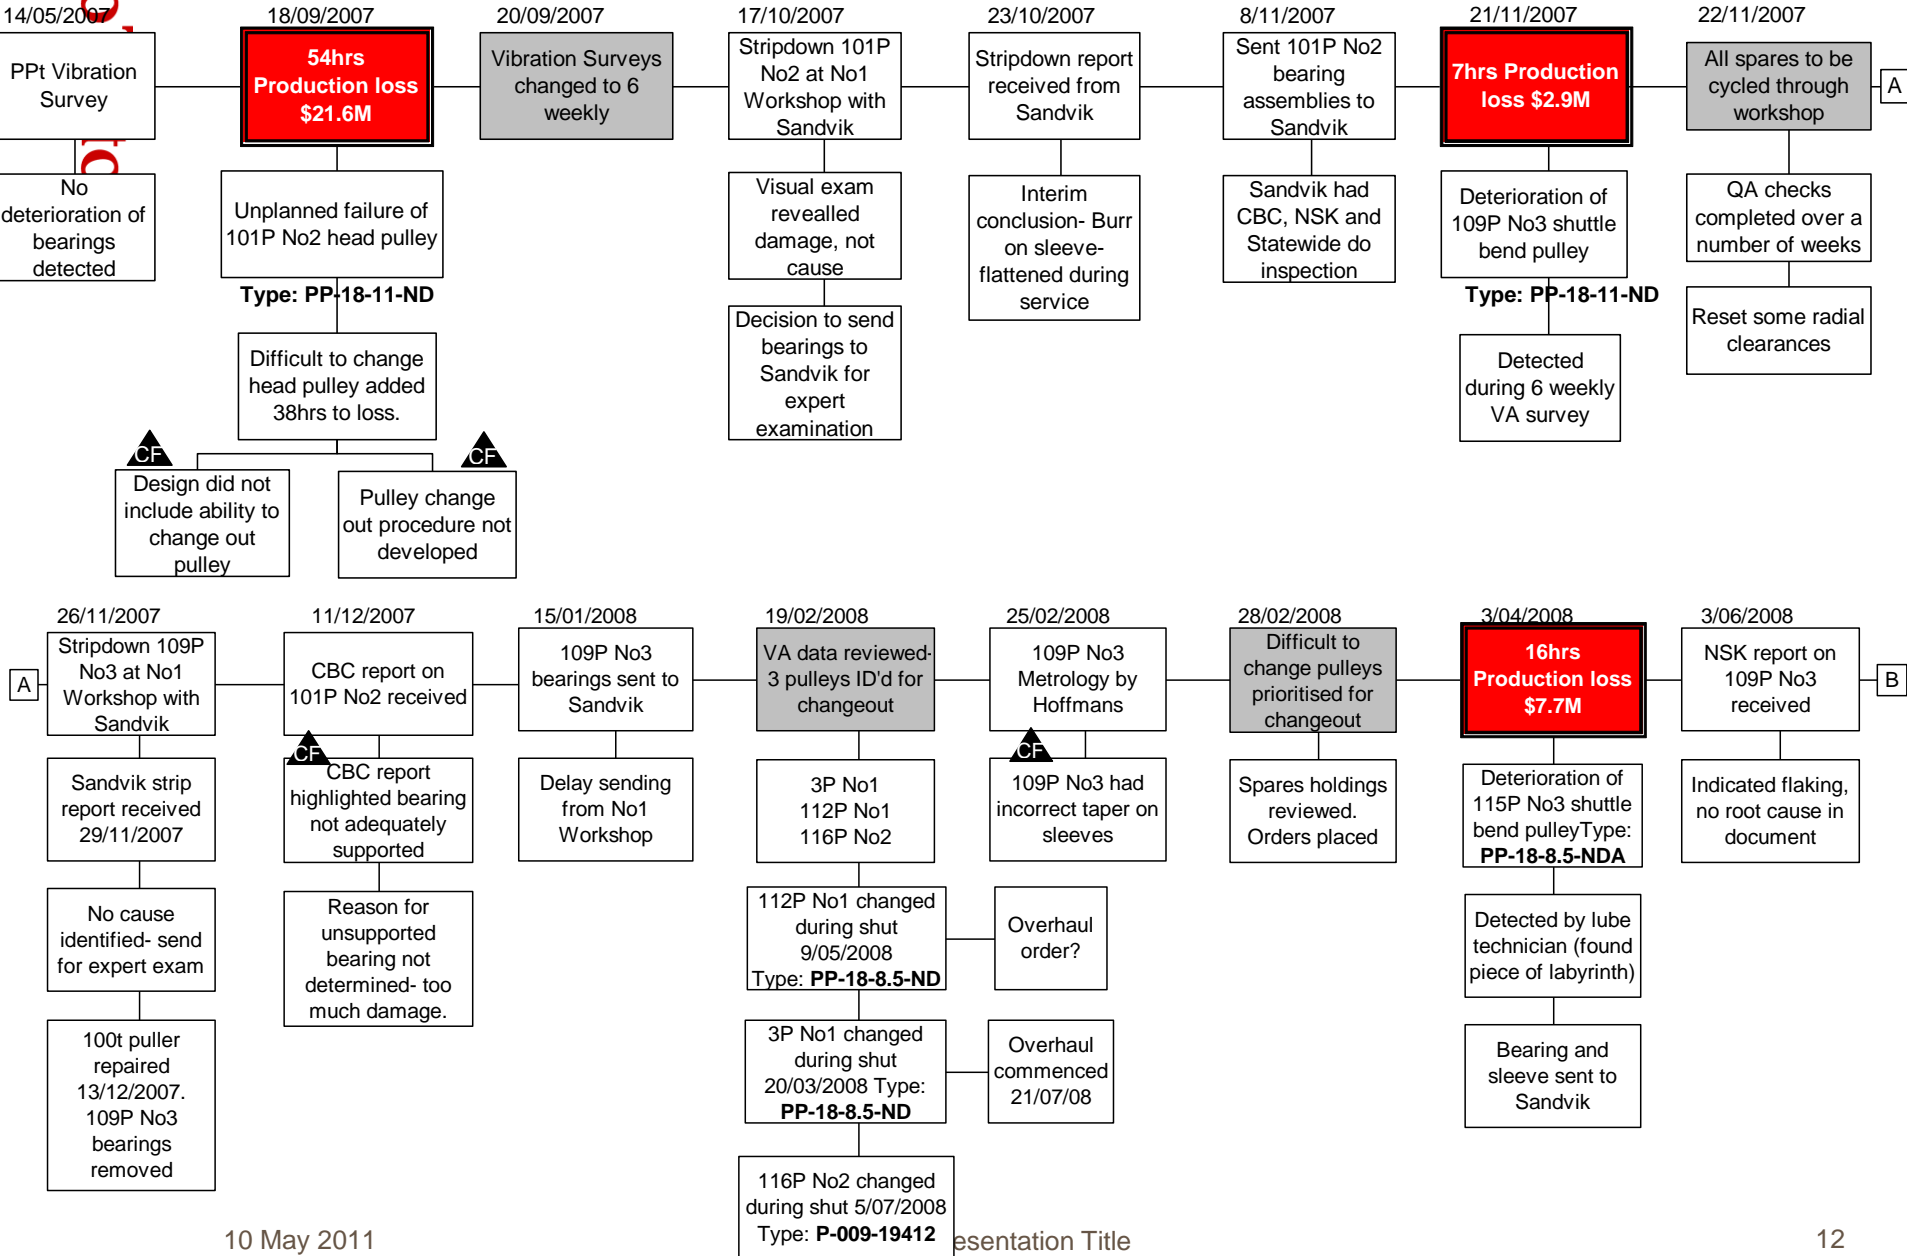 14/05/2007
18/09/2007
20/09/2007
17/10/2007
23/10/2007
8/11/2007
21/11/2007
22/11/2007
PPt Vibration
Survey
54hrs
Production loss
$21.6M
Vibration Surveys
changed to 6
weekly
Stripdown 101P
No2 at No1
Workshop with
Sandvik
Stripdown report
received from
Sandvik
Sent 101P No2
bearing
assemblies to
Sandvik
7hrs Production
loss $2.9M
All spares to be
cycled through
workshop
A
No
deterioration of
bearings
detected
Unplanned failure of
101P No2 head pulley
Type: PP-18-11-ND
Difficult to change
head pulley added
38hrs to loss.
CF
Design did not
include ability to
change out
pulley
CF
Pulley change
out procedure not
developed
Visual exam
revealled
damage, not
cause
Decision to send
bearings to
Sandvik for
expert
examination
Interim
conclusion- Burr
on sleeve-
flattened during
service
Sandvik had
CBC, NSK and
Statewide do
inspection
Deterioration of
109P No3 shuttle
bend pulley
Type: PP-18-11-ND
Detected
during 6 weekly
VA survey
QA checks
completed over a
number of weeks
Reset some radial
clearances
26/11/2007
11/12/2007
15/01/2008
19/02/2008
25/02/2008
28/02/2008
3/04/2008
3/06/2008
A
Stripdown 109P
No3 at No1
Workshop with
Sandvik
CBC report on
101P No2 received
109P No3
bearings sent to
Sandvik
VA data reviewed-
3 pulleys ID'd for
changeout
109P No3
Metrology by
Hoffmans
Difficult to
change pulleys
prioritised for
changeout
16hrs
Production loss
$7.7M
NSK report on
109P No3
received
B
Sandvik strip
report received
29/11/2007
No cause
identified- send
for expert exam
100t puller
repaired
13/12/2007.
109P No3
bearings
removed
CF
CBC report
highlighted bearing
not adequately
supported
Reason for
unsupported
bearing not
determined- too
much damage.
Delay sending
from No1
Workshop
3P No1
112P No1
116P No2
112P No1 changed
during shut
9/05/2008
Type: PP-18-8.5-ND
Overhaul
order?
3P No1 changed
during shut
20/03/2008 Type:
PP-18-8.5-ND
Overhaul
commenced
21/07/08
116P No2 changed
during shut 5/07/2008
Type: P-009-19412
CF
109P No3 had
incorrect taper on
sleeves
Spares holdings
reviewed.
Orders placed
Deterioration of
115P No3 shuttle
bend pulleyType:
PP-18-8.5-NDA
Detected by lube
technician (found
piece of labyrinth)
Bearing and
sleeve sent to
Sandvik
Indicated flaking,
no root cause in
document
10 May 2011
esentation Title
12